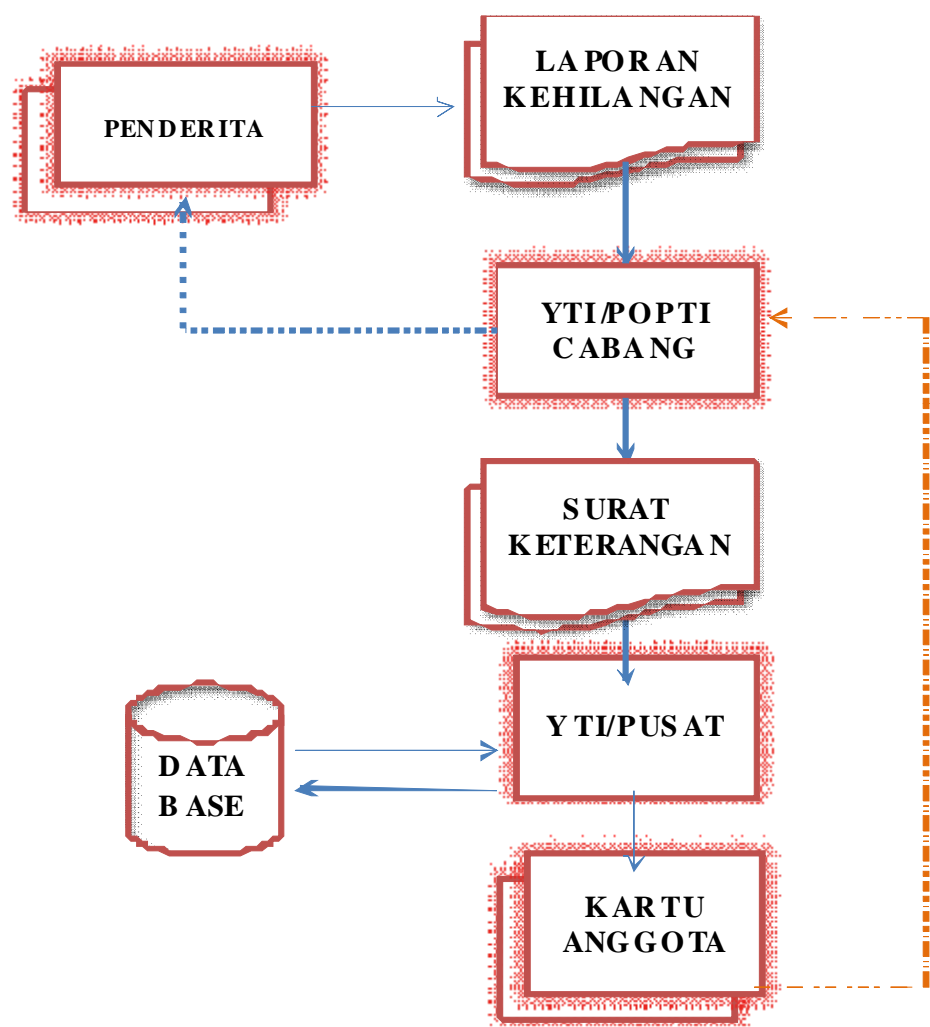 PENDERITA
LAPORAN
KEHILANGAN
YTI/POPTI
CABANG
SURAT
KETERANGAN
YTI/PUSAT
DATA
BASE
KARTU
ANGGOTA